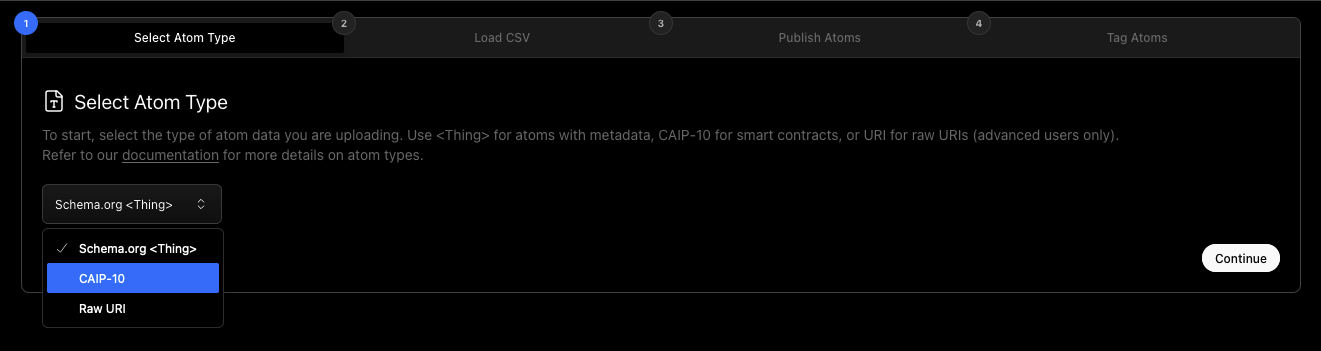 1
Select Atom Type
2
Load CSV
3
Publish Atoms
4
Tag Atoms
Select Atom Type
To start, select the type of atom data you are uploading. Use <Thing> for atoms with metadata, CAIP-10 for smart contracts, or URI for raw URIs (advanced users only).
Refer to our documentation for more details on atom types.
Schema.org <Thing>
Schema.org <Thing>
CAIP-10
Raw URI
Continue